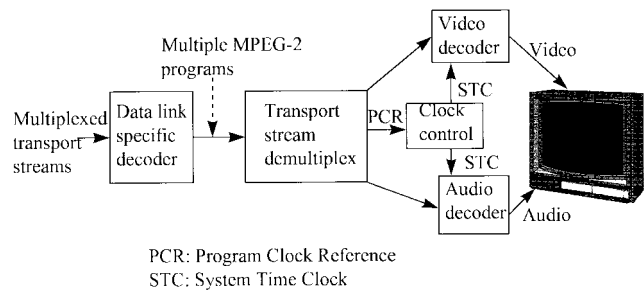 Multiple MPEG-2
programs
Multiplexed
transport
streams
Data link
specific
decoder
Transport
stream
demultiplex
PCR
Clock
control
STC
STC
Video
decoder
Video
Audio
decoder
Audio
PCR: Program Clock Reference
STC: System Time Clock